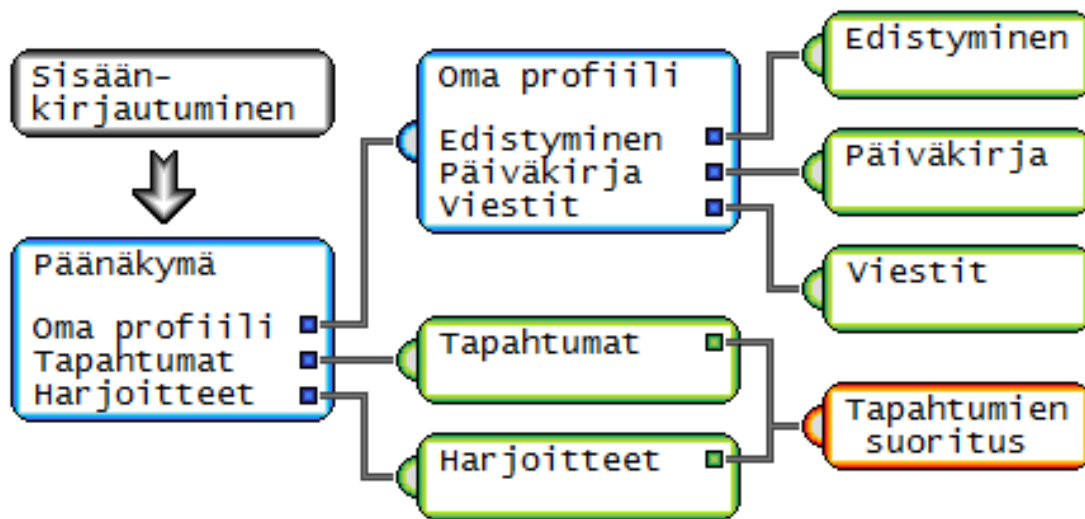 Sisään-
kirjautuminen
Päänäkymä
Oma profiili
Tapahtumat
Harjoitteet
Oma profiili
Edistyminen
Päiväkirja
Viestit
Tapahtumat
Harjoitteet
Edistyminen
Päiväkirja
Viestit
Tapahtumien
suoritus